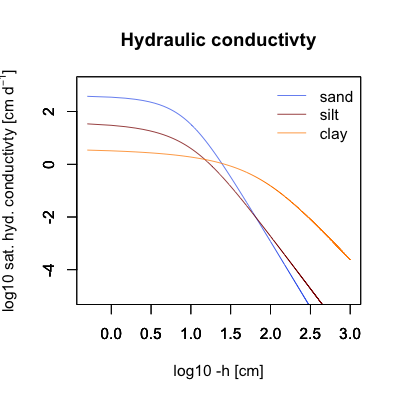 Hydraulic conductivty
log10 sat. hyd. conductivty [cm d⁻¹]
2
0
-2
-4
sand
silt
clay
0.0 0.5 1.0 1.5 2.0 2.5 3.0
log10 -h [cm]